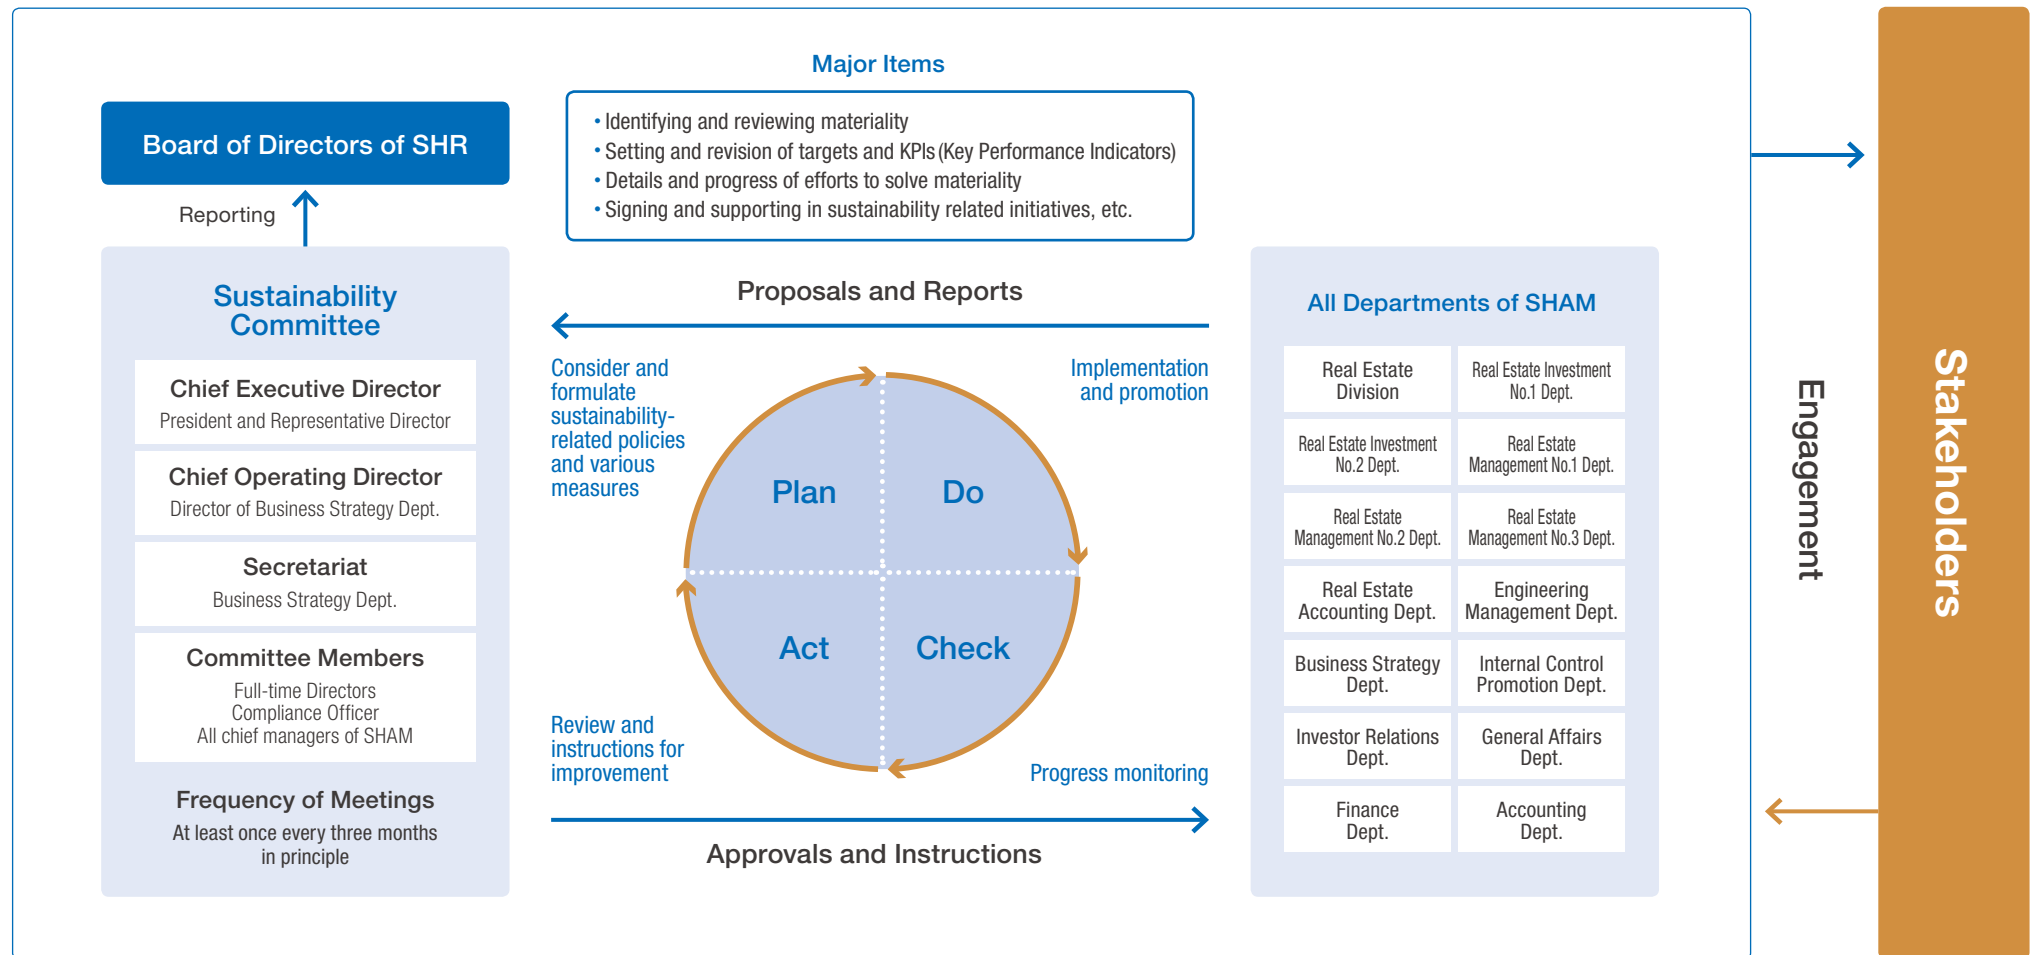 Major Items
• Identifying and reviewing materiality
• Setting and revision of targets and KPIs (Key Performance Indicators)
• Details and progress of efforts to solve materiality
• Signing and supporting in sustainability related initiatives, etc.
Board of Directors of SHR
Reporting
Sustainability
Committee
Chief Executive Director
President and Representative Director
Chief Operating Director
Director of Business Strategy Dept.
Secretariat
Business Strategy Dept.
Committee Members
Full-time Directors
Compliance Officer
All chief managers of SHAM
Frequency of Meetings
At least once every three months
in principle
Proposals and Reports
Consider and
formulate
sustainability-
related policies
and various
measures
Implementation
and promotion
Plan
Do
Act
Check
Review and
instructions for
improvement
Progress monitoring
Approvals and Instructions
All Departments of SHAM
Real Estate
Division
Real Estate Investment
No.1 Dept.
Real Estate Investment
No.2 Dept.
Real Estate
Management No.1 Dept.
Real Estate
Management No.2 Dept.
Real Estate
Management No.3 Dept.
Real Estate
Accounting Dept.
Engineering
Management Dept.
Business Strategy
Dept.
Internal Control
Promotion Dept.
Investor Relations
Dept.
General Affairs
Dept.
Finance
Dept.
Accounting
Dept.
Engagement
Stakeholders